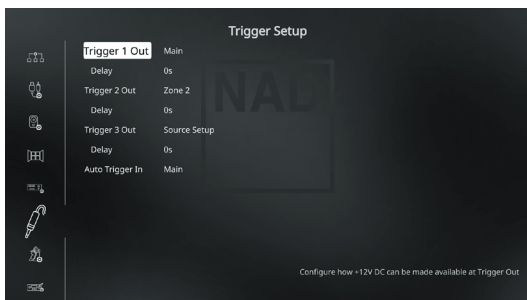 Trigger Setup
Trigger 1 Out Main
Delay 0s
Trigger 2 Out Zone 2
Delay 0s
Trigger 3 Out Source Setup
Delay 0s
Auto Trigger In Main
NAD
Configure how +12V DC can be made available at Trigger Out